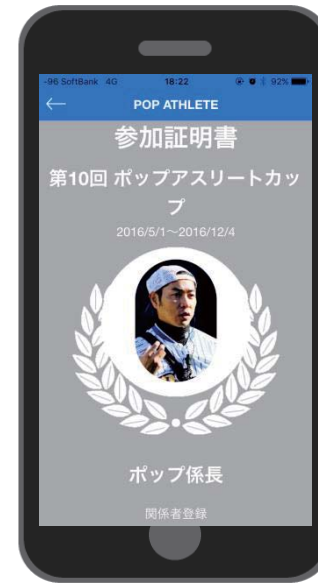 -96 SoftBank 4G 18:22 92%
POP ATHLETE
参加証明書
第10回 ポップアスリートカッ
プ
2016/5/1〜2016/12/4
ポップ係長
関係者登録